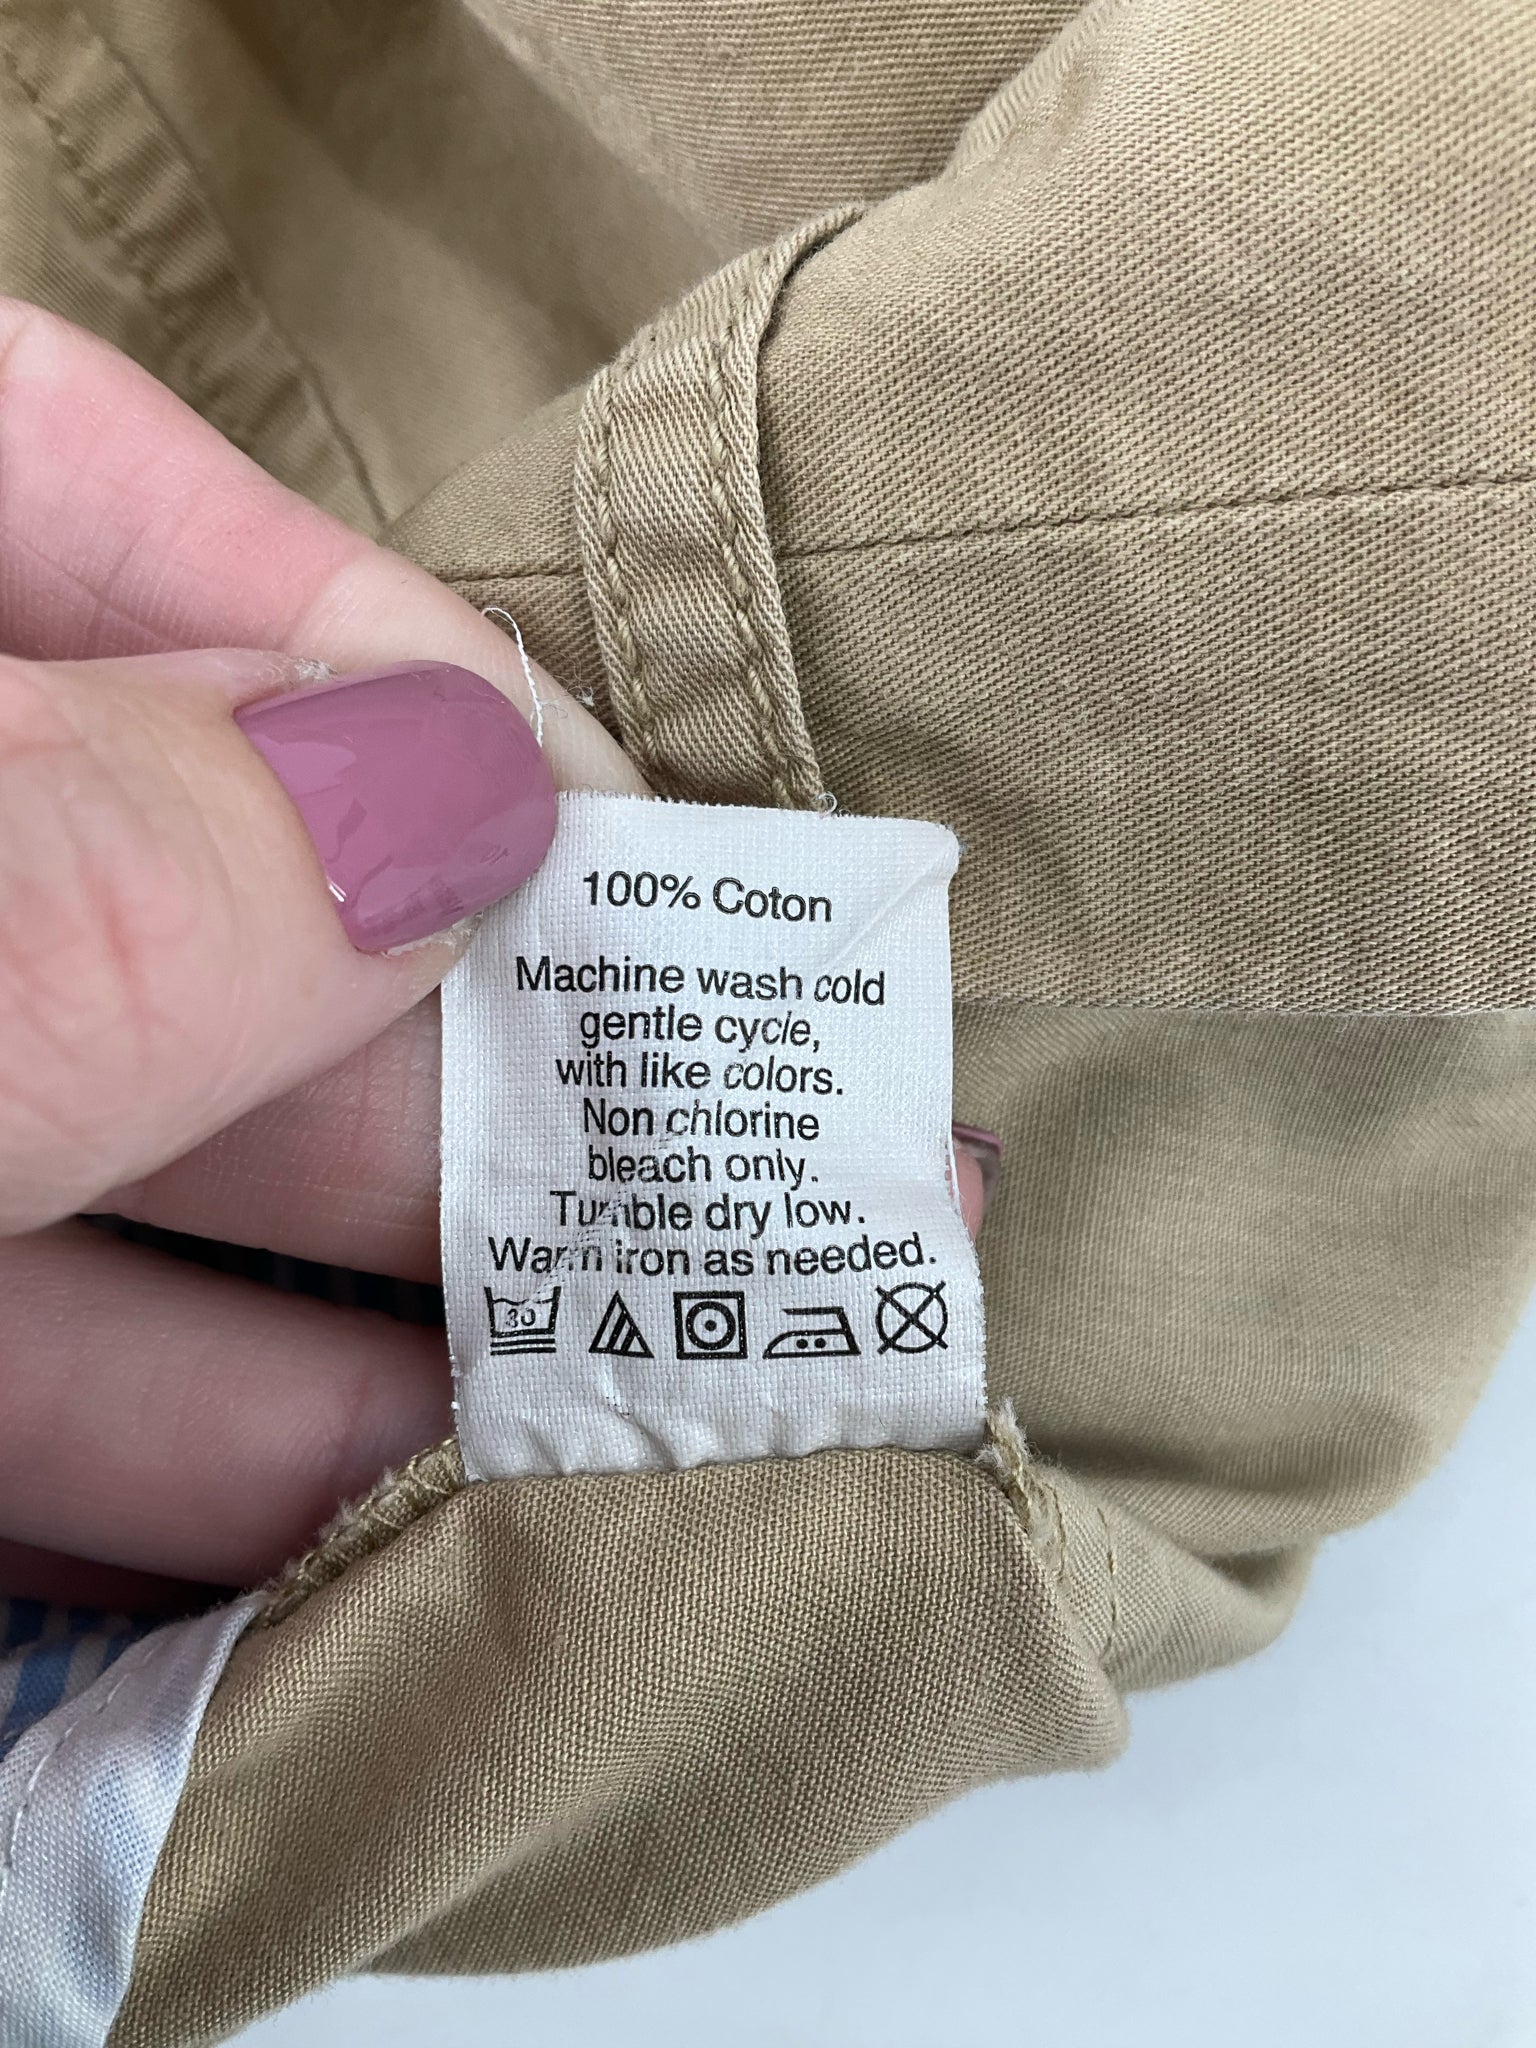 100% Coton
Machine wash cold
gentle cycle,
with like colors.
Non chlorine
bleach only.
Tumble dry low.
Warm iron as needed.
30